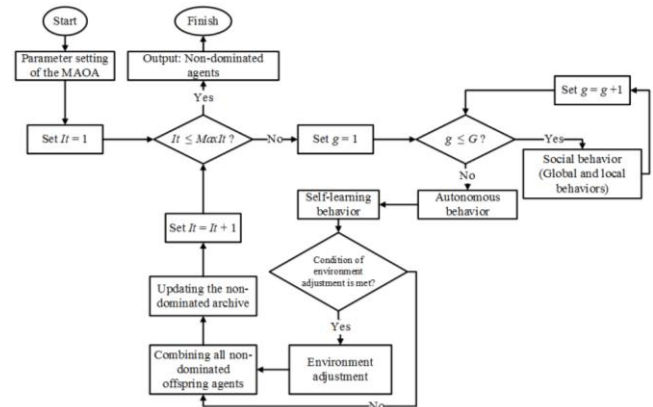 Start
Finish
Parameter setting
of the MAOA
Output: Non-dominated
agents
Set g = g+1
Yes
Set It = 1
It ≤ MaxIt ?
No
Set g = 1
g ≤ G ?
Yes
Social behavior
(Global and local
behaviors)
No
Self-learning
behavior
Autonomous
behavior
Set It = It + 1
Condition of
environment
adjustment is met?
Updating the non-
dominated archive
Yes
Combining all non-
dominated
offspring agents
Environment
adjustment
No